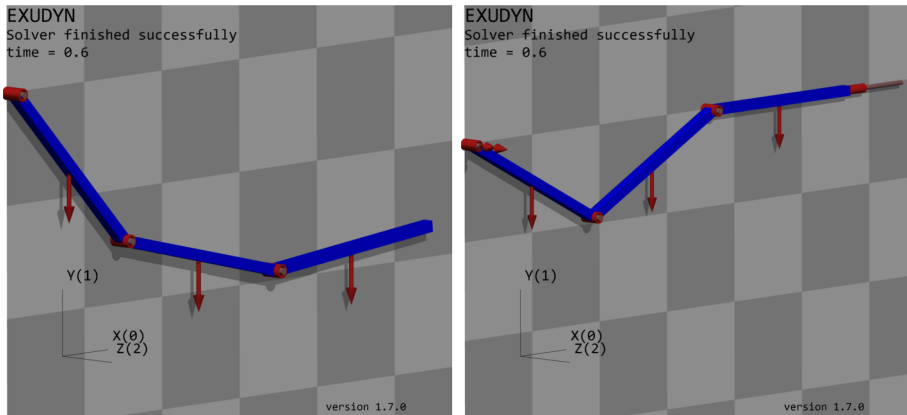 EXUDYN
Solver finished successfully
time = 0.6
Y(1)
X(0)
Z(2)
version 1.7.0
EXUDYN
Solver finished successfully
time = 0.6
Y(1)
X(0)
Z(2)
version 1.7.0